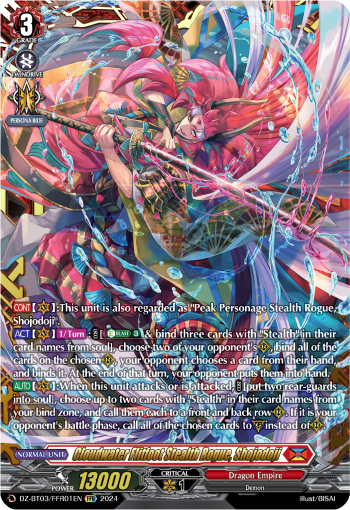 3
GRADE
TWINDRIVE
PERSONA RIDE
CONT【】:This unit is also regarded as "Peak Personage Stealth Rogue,
Shojodoji".
ACT【】1/Turn :[BLAST 3 & bind three cards with "Stealth" in their
card names from soul], choose two of your opponent's , bind all of the
cards on the chosen , your opponent chooses a card from their hand,
and binds it. At the end of that turn, your opponent puts them into hand.
AUTO【】:When this unit attacks or is attacked, [put two rear-guards
into soul], choose up to two cards with "Stealth" in their card names from
your bind zone, and call them each to a front and back row . If it is your
opponent's battle phase, call all of the chosen cards to instead of .
NORMAL UNIT
Stealth Rogue, Shojodoji
POWER 13000
CRITICAL
1
Dragon Empire
Demon
DZ-BT03/FFR01EN FFR 2024
illust/BISAI